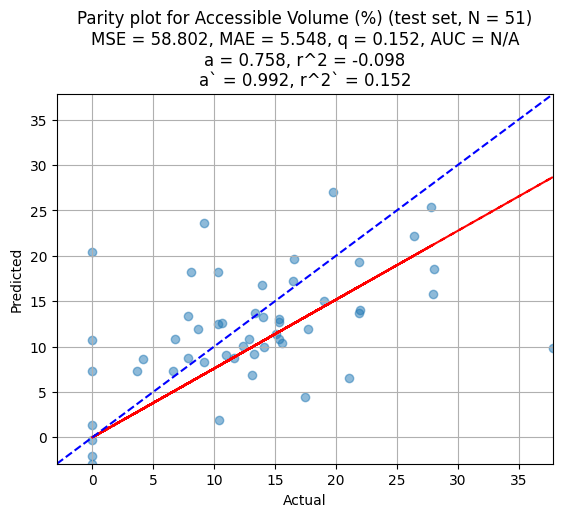 Parity plot for Accessible Volume (%) (test set, N = 51)
MSE = 58.802, MAE = 5.548, q = 0.152, AUC = N/A
a = 0.758, r^2 = -0.098
a` = 0.992, r^2` = 0.152
35
30
25
20
15
10
5
0
Predicted
0 5 10 15 20 25 30 35
Actual